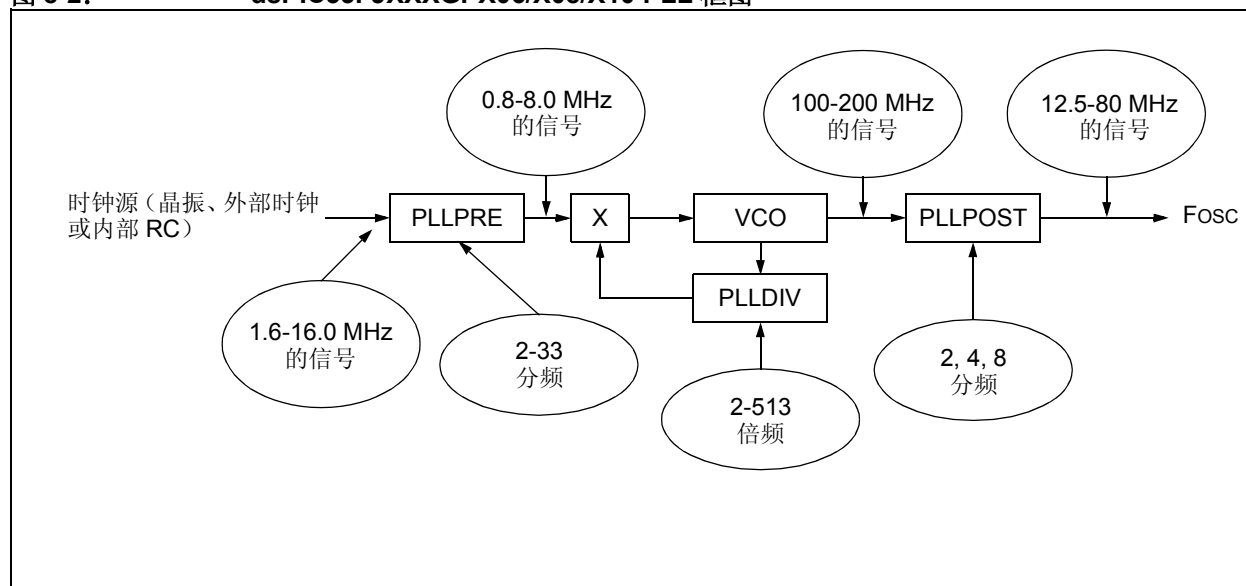 0.8-8.0 MHz
的信号
100-200 MHz
的信号
12.5-80 MHz
的信号
时钟源（晶振、外部时钟
或内部 RC）
PLLPRE
X
VCO
PLLPOST
FOSC
PLLDIV
1.6-16.0 MHz
的信号
2-33
分频
2-513
倍频
2, 4, 8
分频